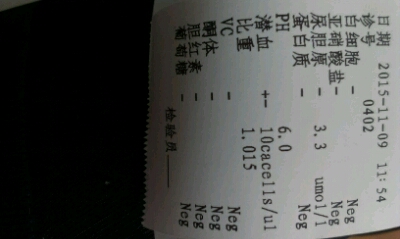 日期 2015-11-09 11:54
诊号 0402
白细胞 - Neg
亚硝酸盐- Neg
尿胆原 - 3.3 umol/l
蛋白质 - Neg
PH 6.0
潜血 +- 10cacells/ul
比重 1.015
VC - Neg
酮体 - Neg
胆红素 - Neg
葡萄糖 - Neg
检验员